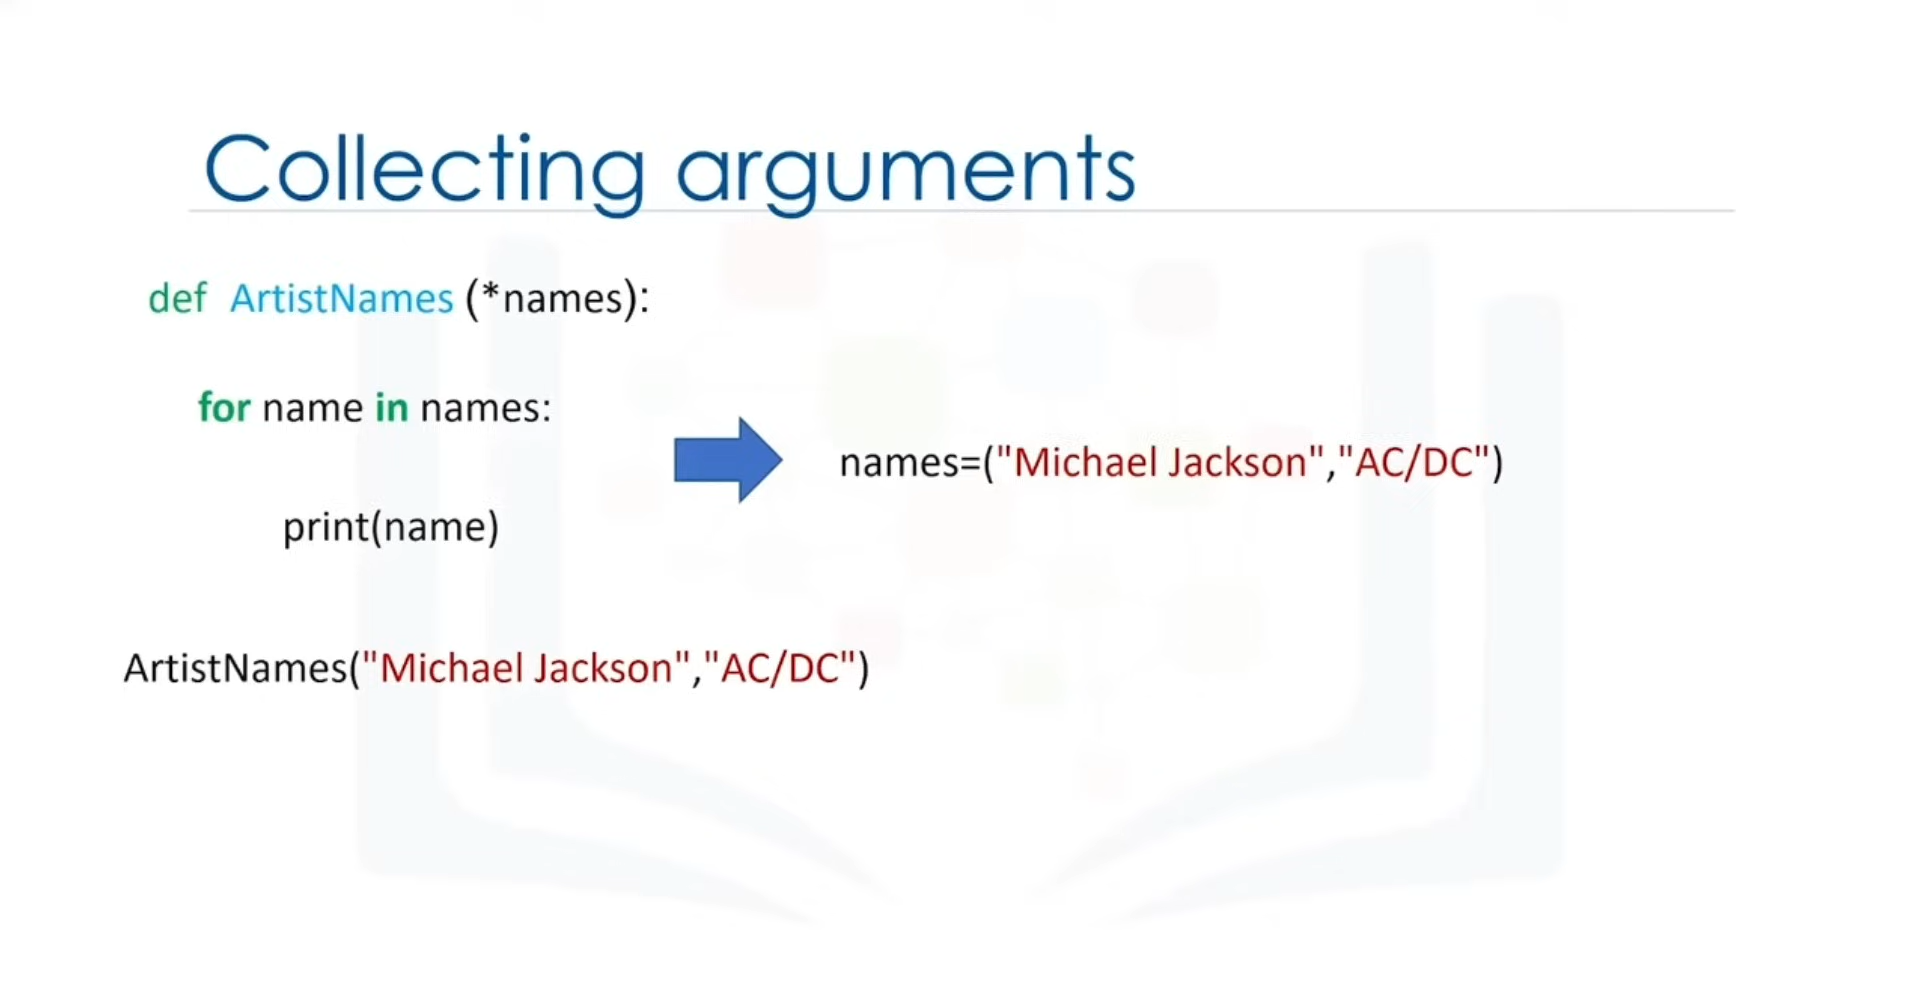 Collecting arguments
def ArtistNames (*names):
for name in names:
names=("Michael Jackson","AC/DC")
print(name)
ArtistNames("Michael Jackson","AC/DC")